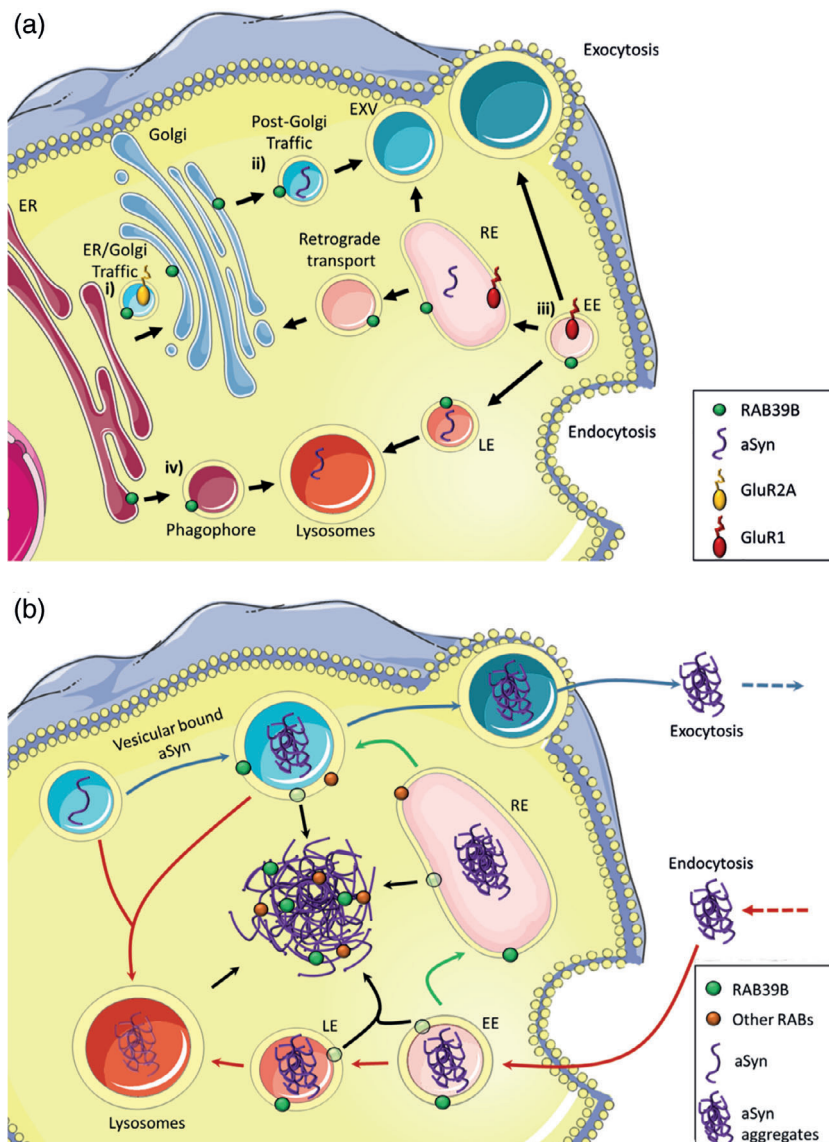 (a)
Exocytosis
EXV
Post-Golgi
Traffic
Golgi
ii)
ER
RE
ER/Golgi
Traffic
i)
Retrograde
transport
iii)
EE
Endocytosis
LE
iv)
Phagophore
Lysosomes
RAB39B
aSyn
GluR2A
GluR1
(b)
Vesicular bound
aSyn
Exocytosis
RE
Endocytosis
LE
EE
Lysosomes
RAB39B
Other RABs
aSyn
aSyn
aggregates